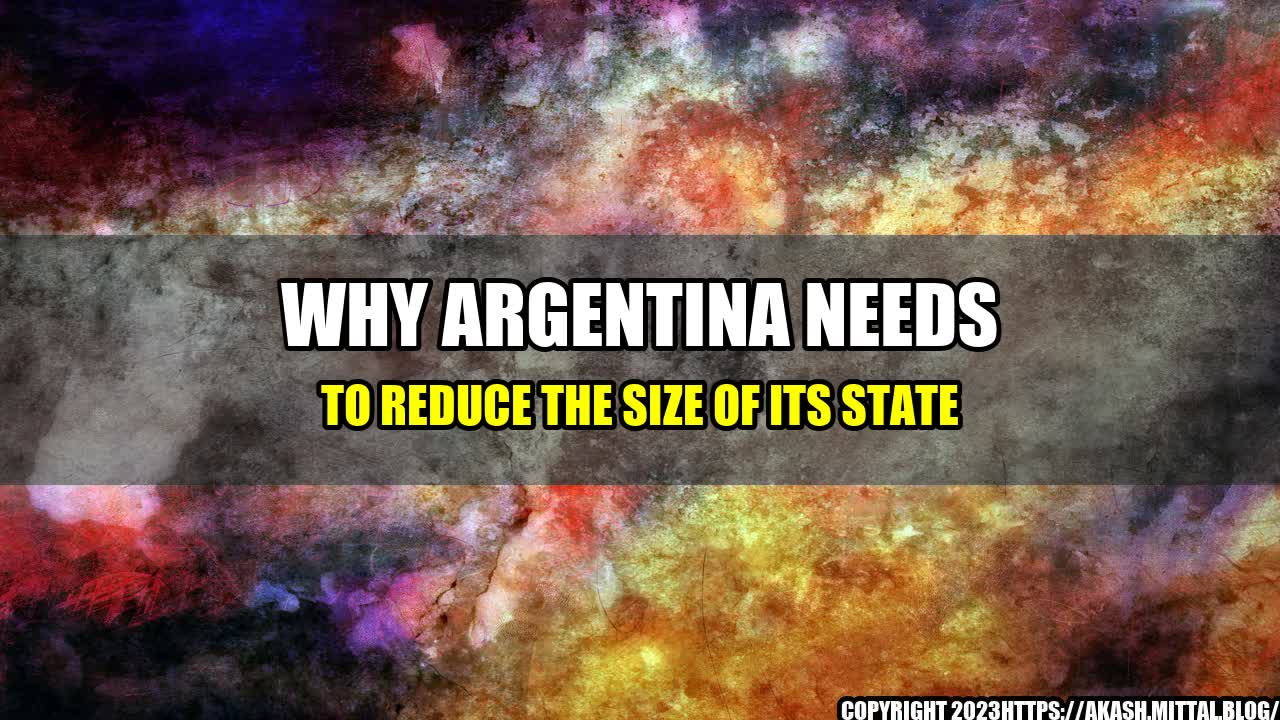 WHY ARGENTINA NEEDS
TO REDUCE THE SIZE OF ITS STATE
COPYRIGHT 2023HTTPS://AKASH.MITTAL.BLOG/